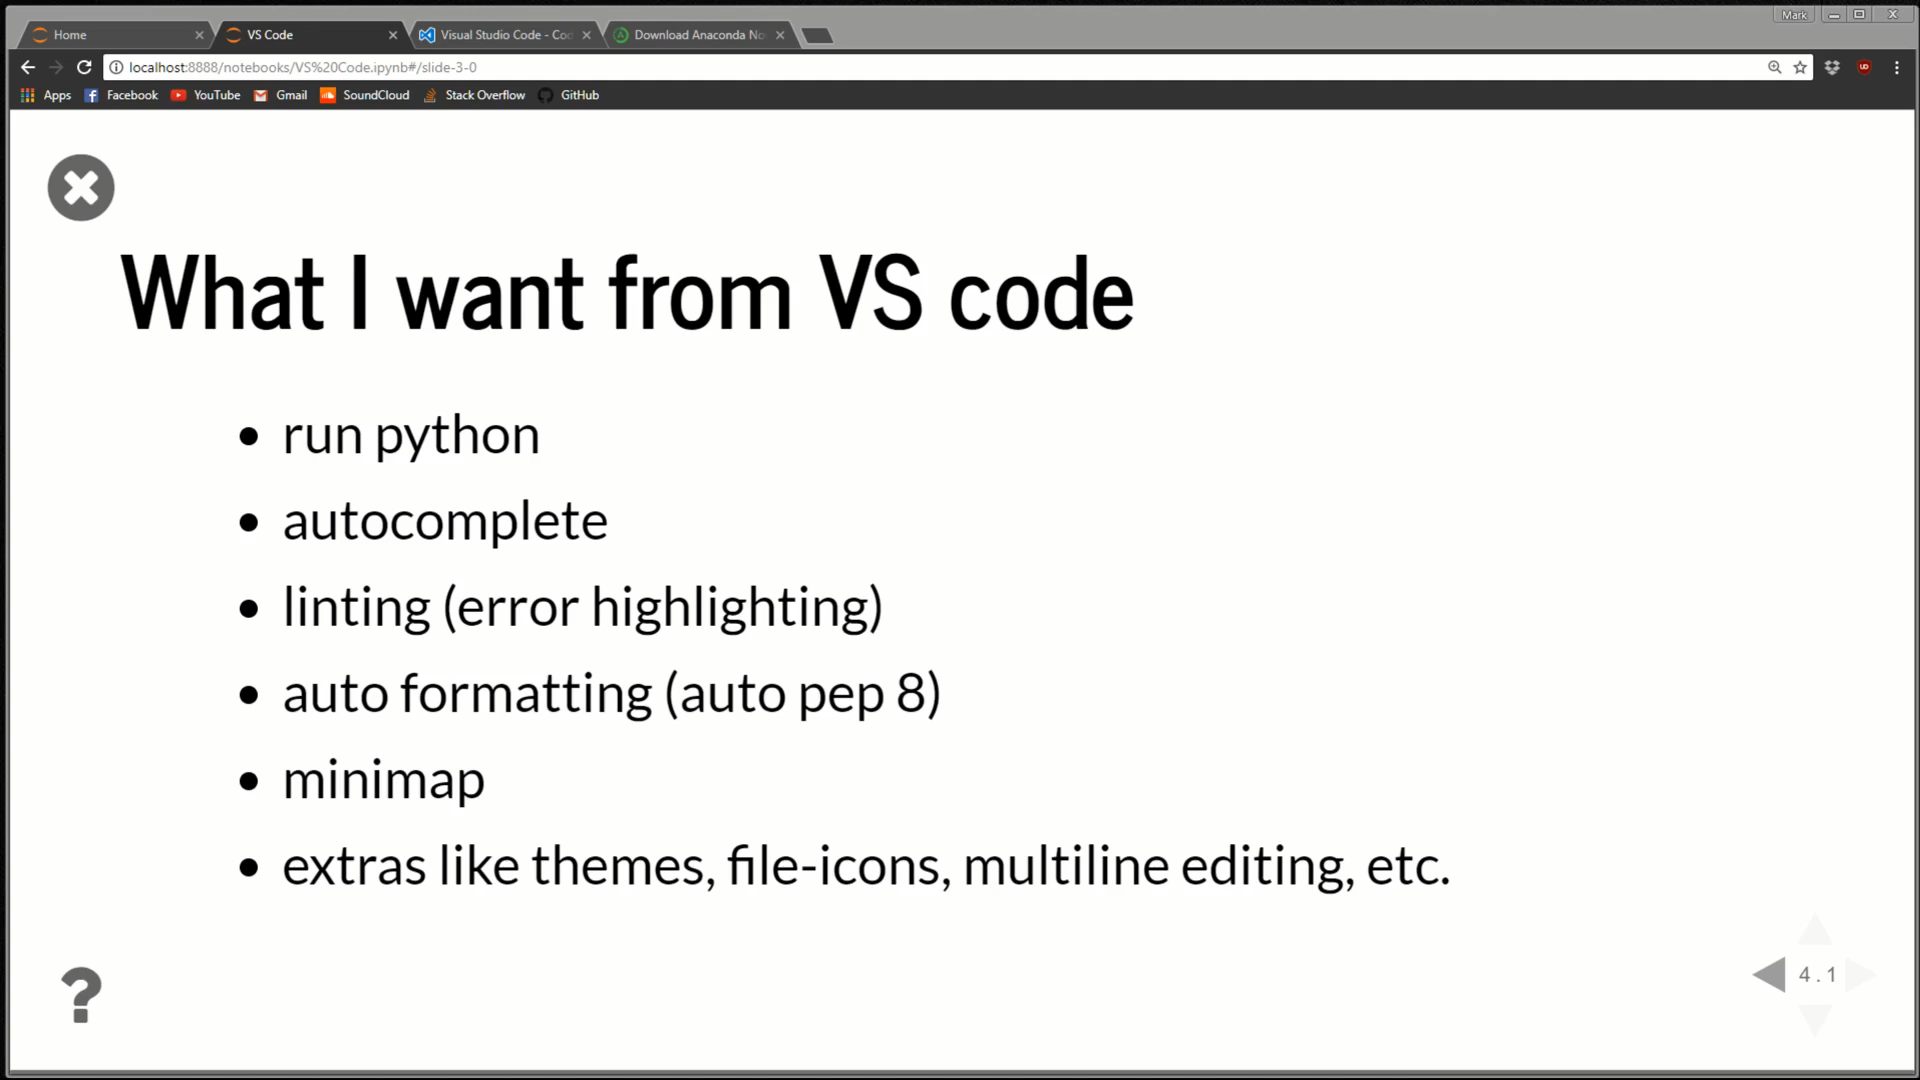 Mark
Home
VS Code
Visual Studio Code - Cod
Download Anaconda No
localhost:8888/notebooks/VS%20Code.ipynb#/slide-3-0
Apps
Facebook
YouTube
Gmail
SoundCloud
Stack Overflow
GitHub
What I want from VS code
• run python
• autocomplete
• linting (error highlighting)
• auto formatting (auto pep 8)
• minimap
• extras like themes, file-icons, multiline editing, etc.
?
4 . 1